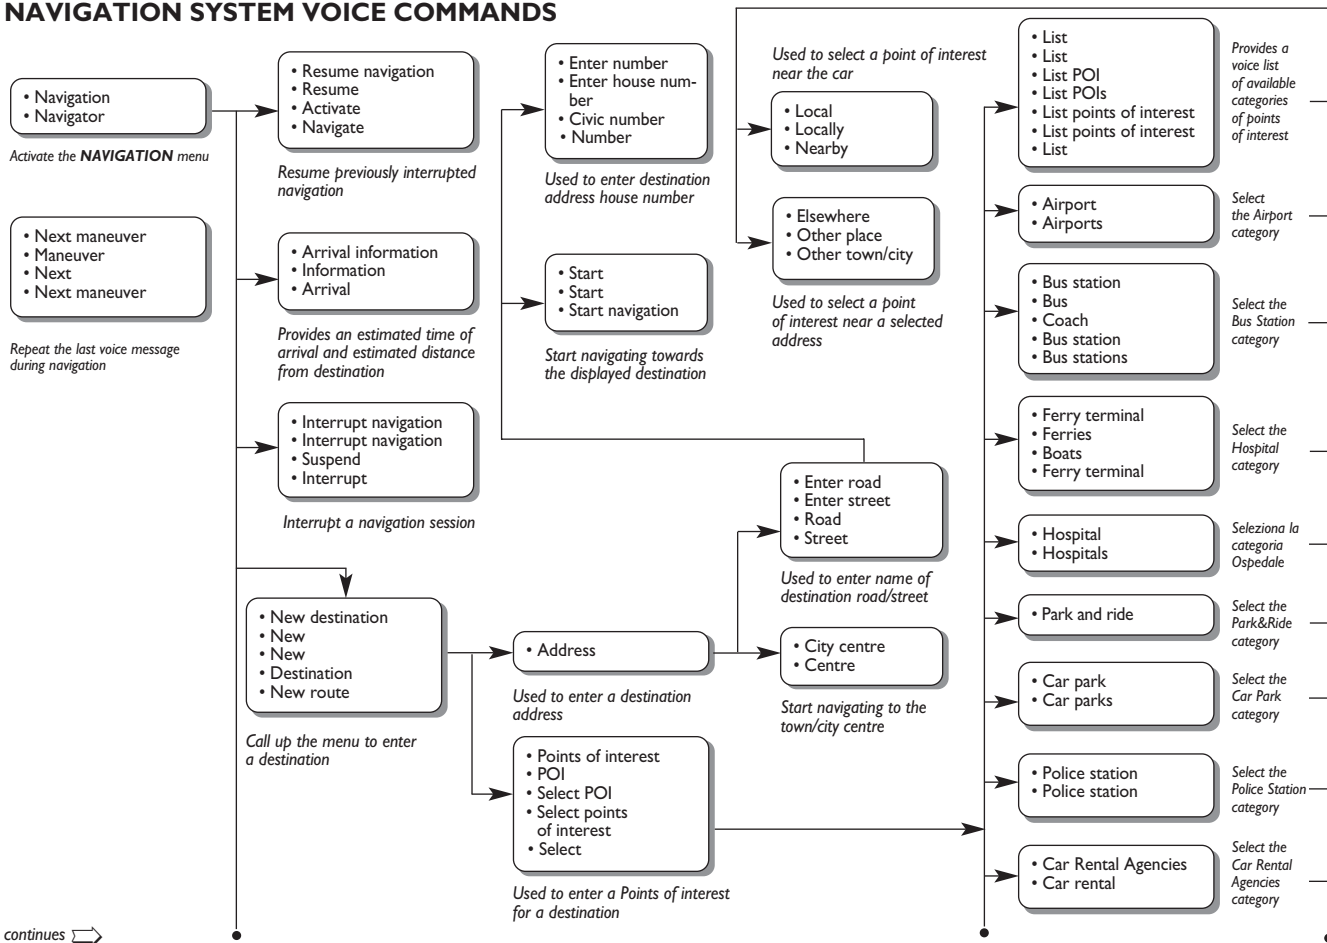 NAVIGATION SYSTEM VOICE COMMANDS
• Navigation
• Navigator
Activate the NAVIGATION menu
• Next maneuver
• Maneuver
• Next
• Next maneuver
Repeat the last voice message
during navigation
• Resume navigation
• Resume
• Activate
• Navigate
Resume previously interrupted
navigation
• Arrival information
• Information
• Arrival
Provides an estimated time of
arrival and estimated distance
from destination
• Interrupt navigation
• Interrupt navigation
• Suspend
• Interrupt
Interrupt a navigation session
• New destination
• New
• New
• Destination
• New route
Call up the menu to enter
a destination
• Enter number
• Enter house num-
ber
• Civic number
• Number
Used to enter destination
address house number
• Start
• Start
• Start navigation
Start navigating towards
the displayed destination
• Address
Used to enter a destination
address
• Points of interest
• POI
• Select POI
• Select points
of interest
• Select
Used to enter a Points of interest
for a destination
Used to select a point of interest
near the car
• Local
• Locally
• Nearby
• Elsewhere
• Other place
• Other town/city
Used to select a point
of interest near a selected
address
• Enter road
• Enter street
• Road
• Street
Used to enter name of
destination road/street
• City centre
• Centre
Start navigating to the
town/city centre
• List
• List
• List POI
• List POIs
• List points of interest
• List points of interest
• List
Provides a
voice list
of available
categories
of points
of interest
• Airport
• Airports
Select
the Airport
category
• Bus station
• Bus
• Coach
• Bus station
• Bus stations
Select the
Bus Station
category
• Ferry terminal
• Ferries
• Boats
• Ferry terminal
Select the
Hospital
category
• Hospital
• Hospitals
Seleziona la
categoria
Ospedale
• Park and ride
Select the
Park&Ride
category
• Car park
• Car parks
Select the
Car Park
category
• Police station
• Police station
Select the
Police Station
category
• Car Rental Agencies
• Car rental
Select the
Car Rental
Agencies
category
continues